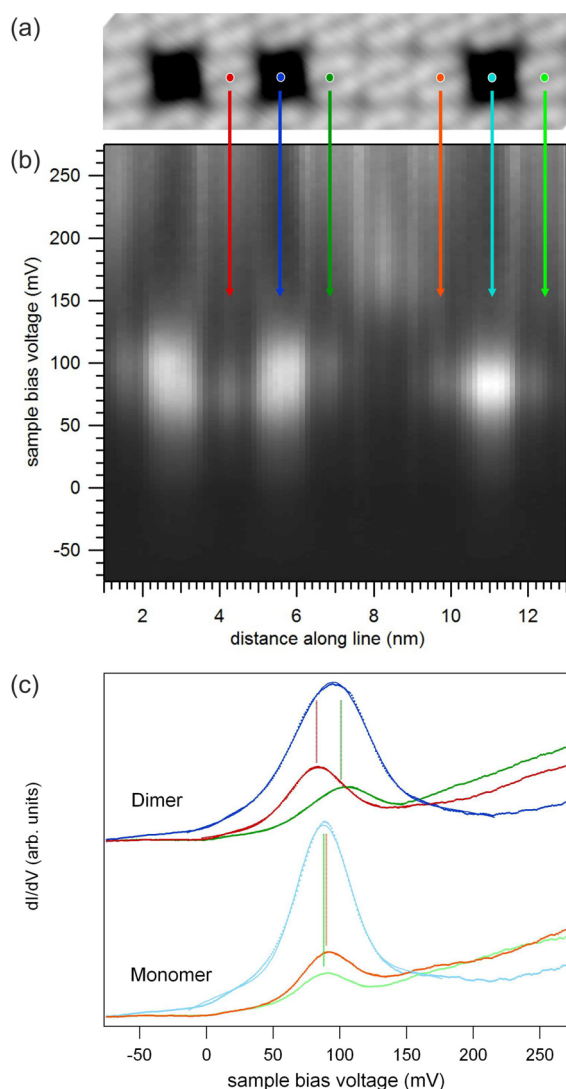 (a)
(b)
250
200
150
100
50
0
-50
sample bias voltage (mV)
2 4 6 8 10 12
distance along line (nm)
(c)
Dimer
Monomer
dI/dV (arb. units)
-50 0 50 100 150 200 250
sample bias voltage (mV)